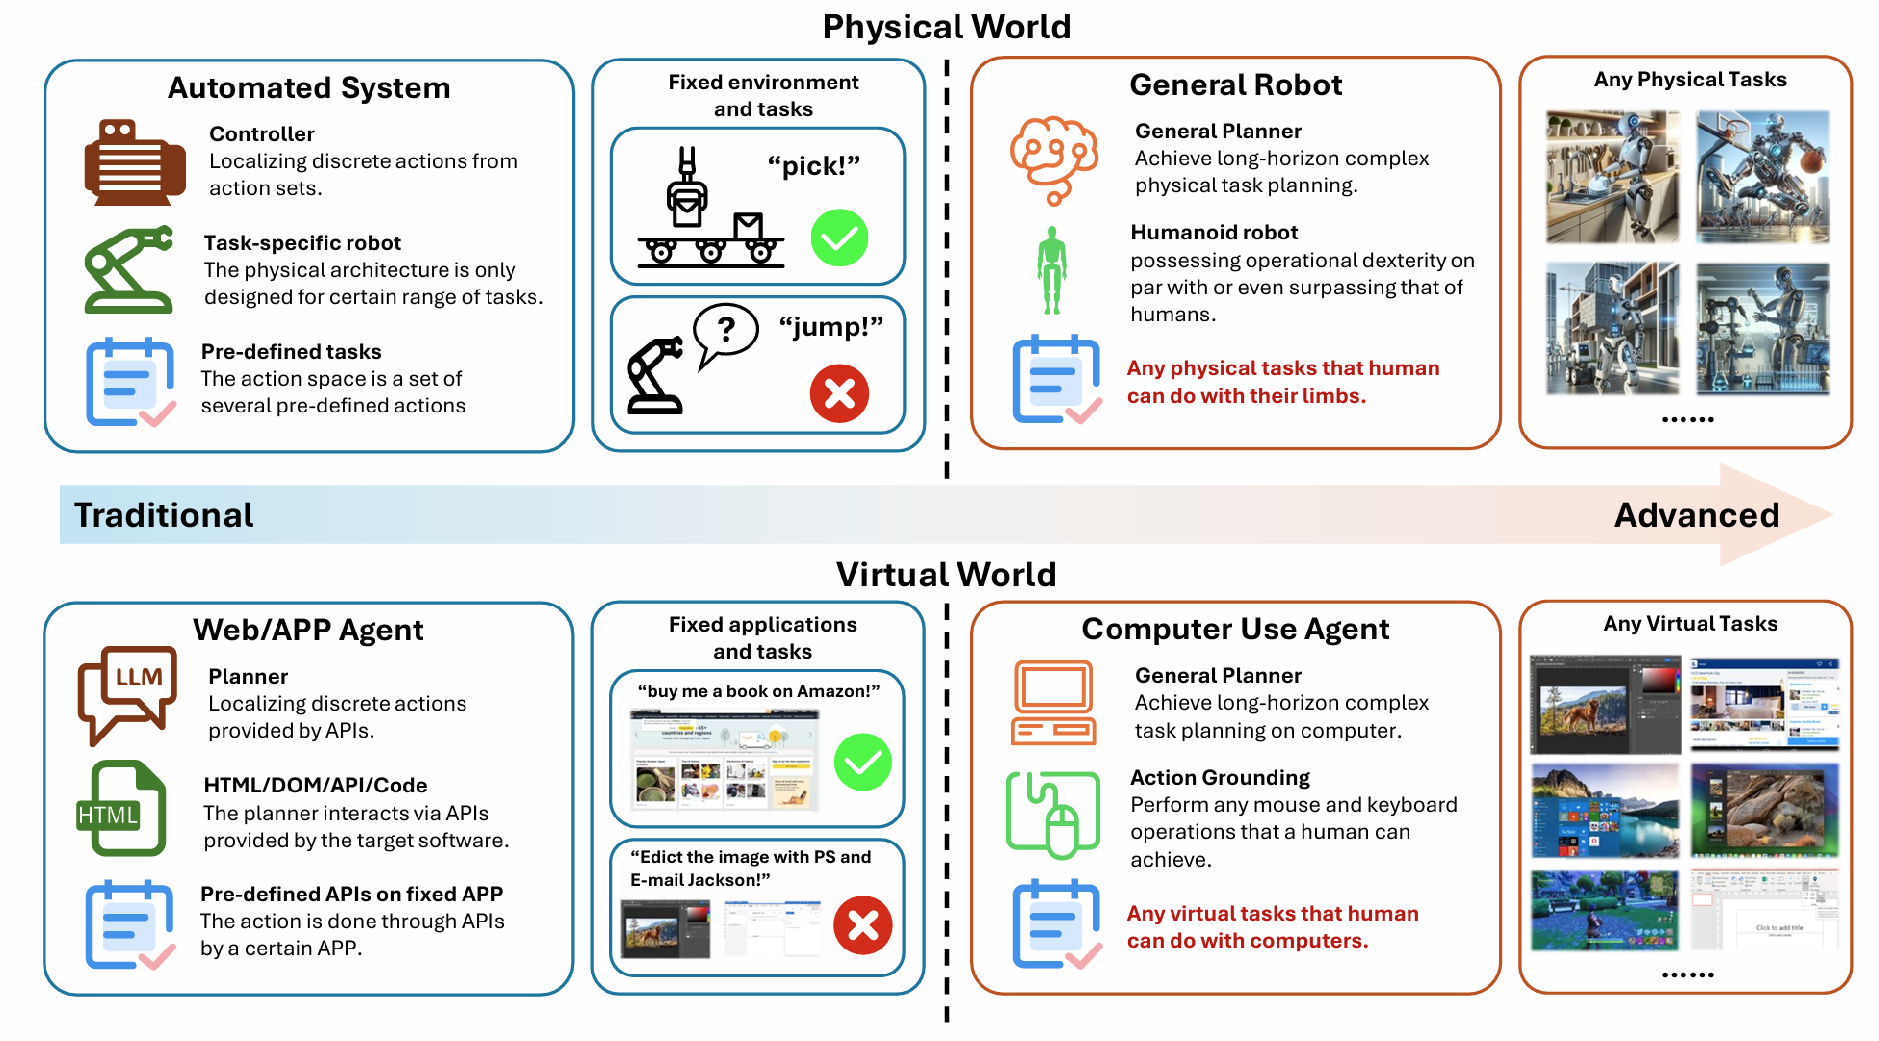 Physical World
Automated System
Controller
Localizing discrete actions from
action sets.
Task-specific robot
The physical architecture is only
designed for certain range of tasks.
Pre-defined tasks
The action space is a set of
several pre-defined actions
Fixed environment
and tasks
“pick!”
?
“jump!”
General Robot
General Planner
Achieve long-horizon complex
physical task planning.
Humanoid robot
possessing operational dexterity on
par with or even surpassing that of
humans.
Any physical tasks that human
can do with their limbs.
Any Physical Tasks
......
Traditional
Advanced
Virtual World
Web/APP Agent
LLM
Planner
Localizing discrete actions
provided by APIs.
HTML
HTML/DOM/API/Code
The planner interacts via APIs
provided by the target software.
Pre-defined APIs on fixed APP
The action is done through APIs
by a certain APP.
Fixed applications
and tasks
“buy me a book on Amazon!”
countries and regions
“Edict the image with PS and
E-mail Jackson!”
Computer Use Agent
General Planner
Achieve long-horizon complex
task planning on computer.
Action Grounding
Perform any mouse and keyboard
operations that a human can
achieve.
Any virtual tasks that human
can do with computers.
Any Virtual Tasks
Click to add title
......